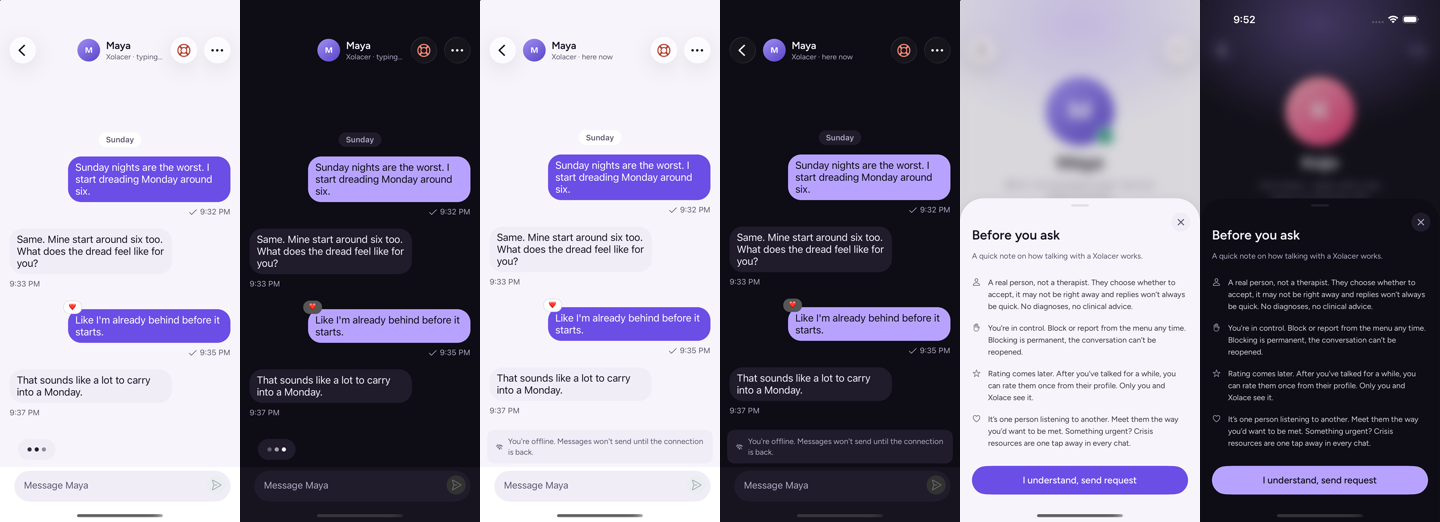 Maya
Xolacer · typing...
Sunday
Sunday nights are the worst. I
start dreading Monday around
six.
9:32 PM
Same. Mine start around six too.
What does the dread feel like for
you?
9:33 PM
Like I'm already behind before it
starts.
9:35 PM
That sounds like a lot to carry
into a Monday.
9:37 PM
Message Maya
M
Maya
Xolacer · typing...
Sunday
Sunday nights are the worst. I
start dreading Monday around
six.
9:32 PM
Same. Mine start around six too.
What does the dread feel like for
you?
9:33 PM
Like I'm already behind before it
starts.
9:35 PM
That sounds like a lot to carry
into a Monday.
9:37 PM
Message Maya
M
Maya
Xolacer · here now
Sunday
Sunday nights are the worst. I
start dreading Monday around
six.
9:32 PM
Same. Mine start around six too.
What does the dread feel like for
you?
9:33 PM
Like I'm already behind before it
starts.
9:35 PM
That sounds like a lot to carry
into a Monday.
9:37 PM
You're offline. Messages won't send until the connection
is back.
Message Maya
M
Maya
Xolacer · here now
Sunday
Sunday nights are the worst. I
start dreading Monday around
six.
9:32 PM
Same. Mine start around six too.
What does the dread feel like for
you?
9:33 PM
Like I'm already behind before it
starts.
9:35 PM
That sounds like a lot to carry
into a Monday.
9:37 PM
You're offline. Messages won't send until the connection
is back.
Message Maya
M
Maya
Before you ask
A quick note on how talking with a Xolacer works.
A real person, not a therapist. They choose whether to
accept, it may not be right away and replies won't always
be quick. No diagnoses, no clinical advice.
You're in control. Block or report from the menu any time.
Blocking is permanent, the conversation can't be
reopened.
Rating comes later. After you've talked for a while, you
can rate them once from their profile. Only you and
Xolace see it.
It's one person listening to another. Meet them the way
you'd want to be met. Something urgent? Crisis
resources are one tap away in every chat.
I understand, send request
9:52
Before you ask
A quick note on how talking with a Xolacer works.
A real person, not a therapist. They choose whether to
accept, it may not be right away and replies won't always
be quick. No diagnoses, no clinical advice.
You're in control. Block or report from the menu any time.
Blocking is permanent, the conversation can't be
reopened.
Rating comes later. After you've talked for a while, you
can rate them once from their profile. Only you and
Xolace see it.
It's one person listening to another. Meet them the way
you'd want to be met. Something urgent? Crisis
resources are one tap away in every chat.
I understand, send request